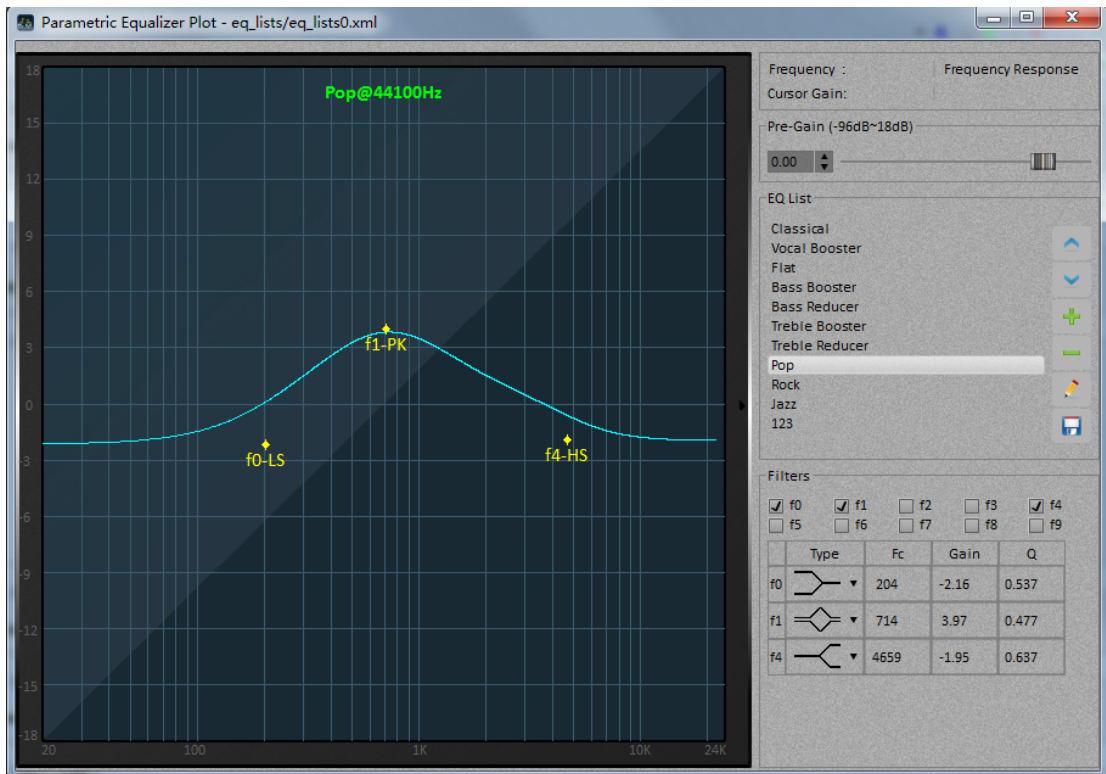 Parametric Equalizer Plot - eq_lists/eq_lists0.xml
Pop@44100Hz
18
15
12
9
6
3
0
-3
-6
-9
-12
-15
-18
20
100
1K
10K
24K
f1-PK
f0-LS
f4-HS
Frequency :
Frequency Response
Cursor Gain:
Pre-Gain (-96dB~18dB)
0.00
EQ List
Classical
Vocal Booster
Flat
Bass Booster
Bass Reducer
Treble Booster
Treble Reducer
Pop
Rock
Jazz
123
Filters
f0 f1 f2 f3 f4
f5 f6 f7 f8 f9
Type Fc Gain Q
f0 204 -2.16 0.537
f1 714 3.97 0.477
f4 4659 -1.95 0.637